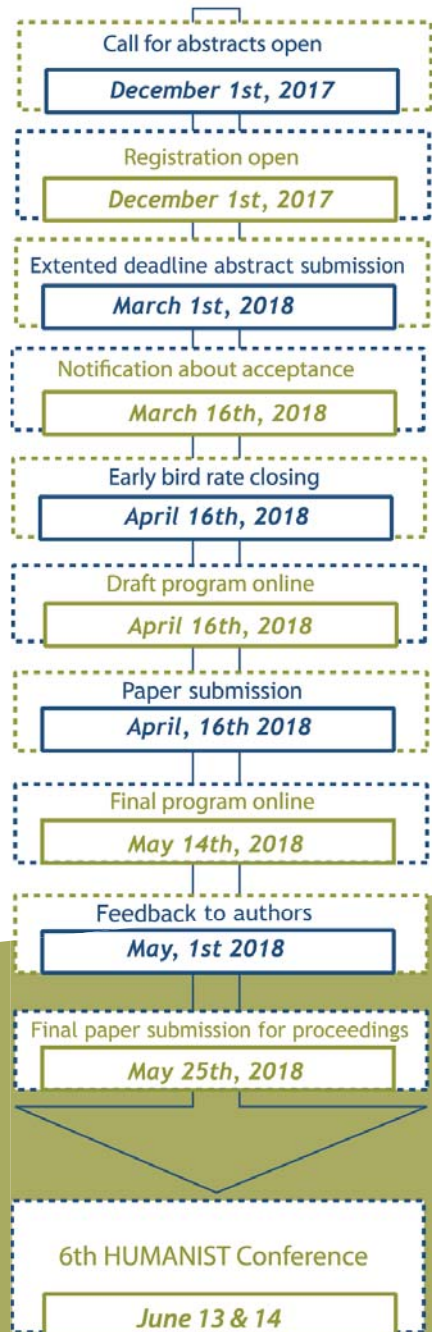 Call for abstracts open
December 1st, 2017
Registration open
December 1st, 2017
Extented deadline abstract submission
March 1st, 2018
Notification about acceptance
March 16th, 2018
Early bird rate closing
April 16th, 2018
Draft program online
April 16th, 2018
Paper submission
April, 16th 2018
Final program online
May 14th, 2018
Feedback to authors
May, 1st 2018
Final paper submission for proceedings
May 25th, 2018
6th HUMANIST Conference
June 13 & 14